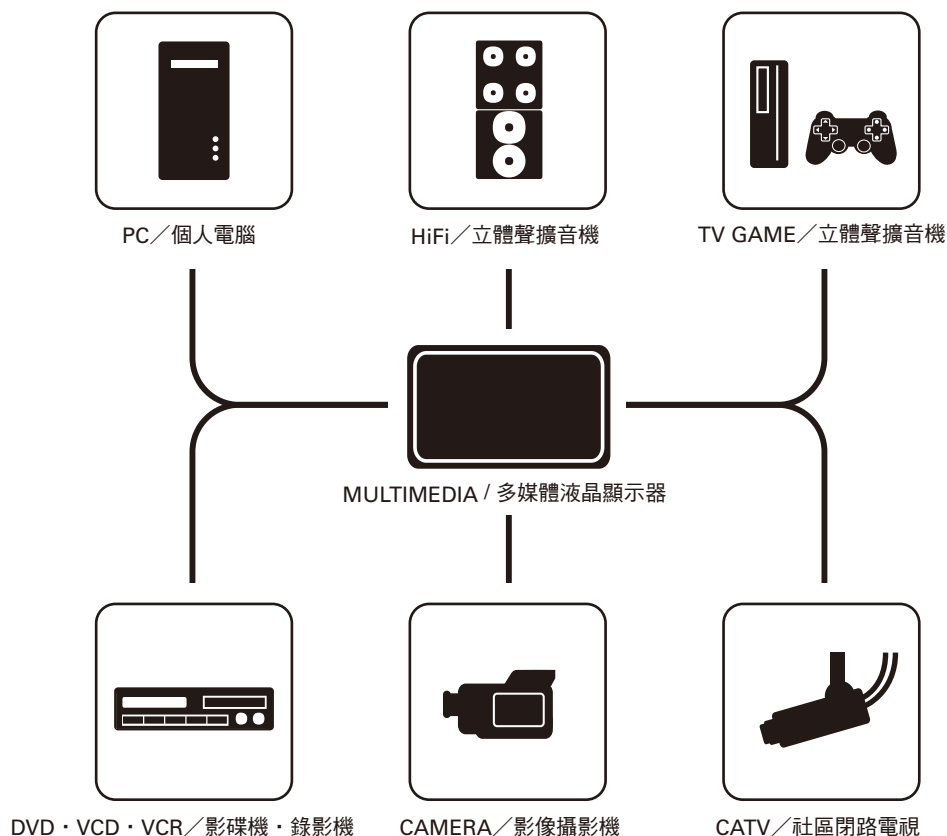 PC／個人電腦
HiFi／立體聲擴音機
TV GAME／立體聲擴音機
MULTIMEDIA / 多媒體液晶顯示器
DVD・VCD・VCR／影碟機・錄影機
CAMERA／影像攝影機
CATV／社區閉路電視